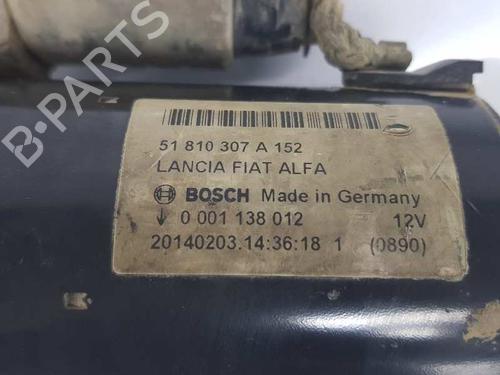 51 810 307 A 152
LANCIA FIAT ALFA
BOSCH Made in Germany
0 001 138 012 12V
20140203.14:36:18 1 (0890)
B-PARTS